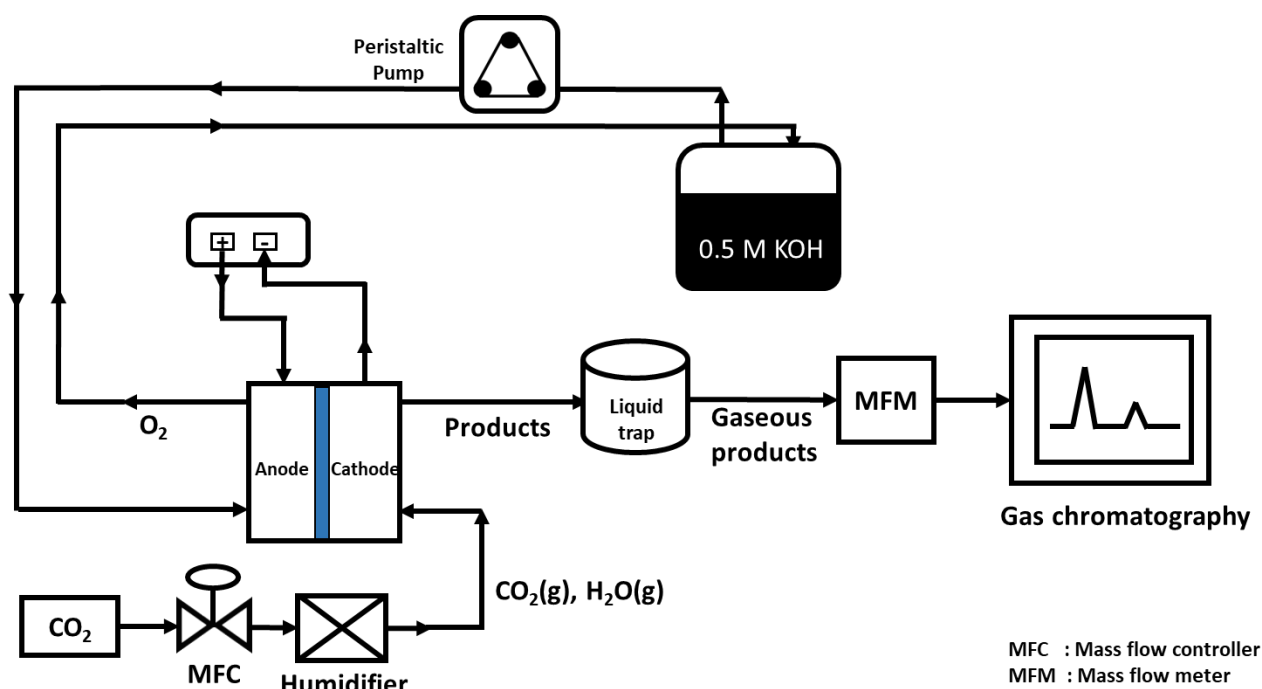 Peristaltic
Pump
0.5 M KOH
+ -
O₂
Products
Liquid
trap
Gaseous
products
MFM
Anode Cathode
Gas chromatography
CO₂(g), H₂O(g)
CO₂
MFC
Humidifier
MFC : Mass flow controller
MFM : Mass flow meter